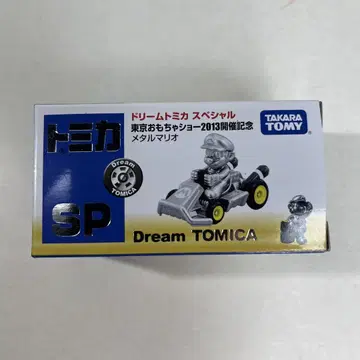 ドリームトミカ スペシャル
東京おもちゃショー2013開催記念
メタルマリオ
TAKARA
TOMY
トミカ
Dream
TOMICA
SP
Dream TOMICA